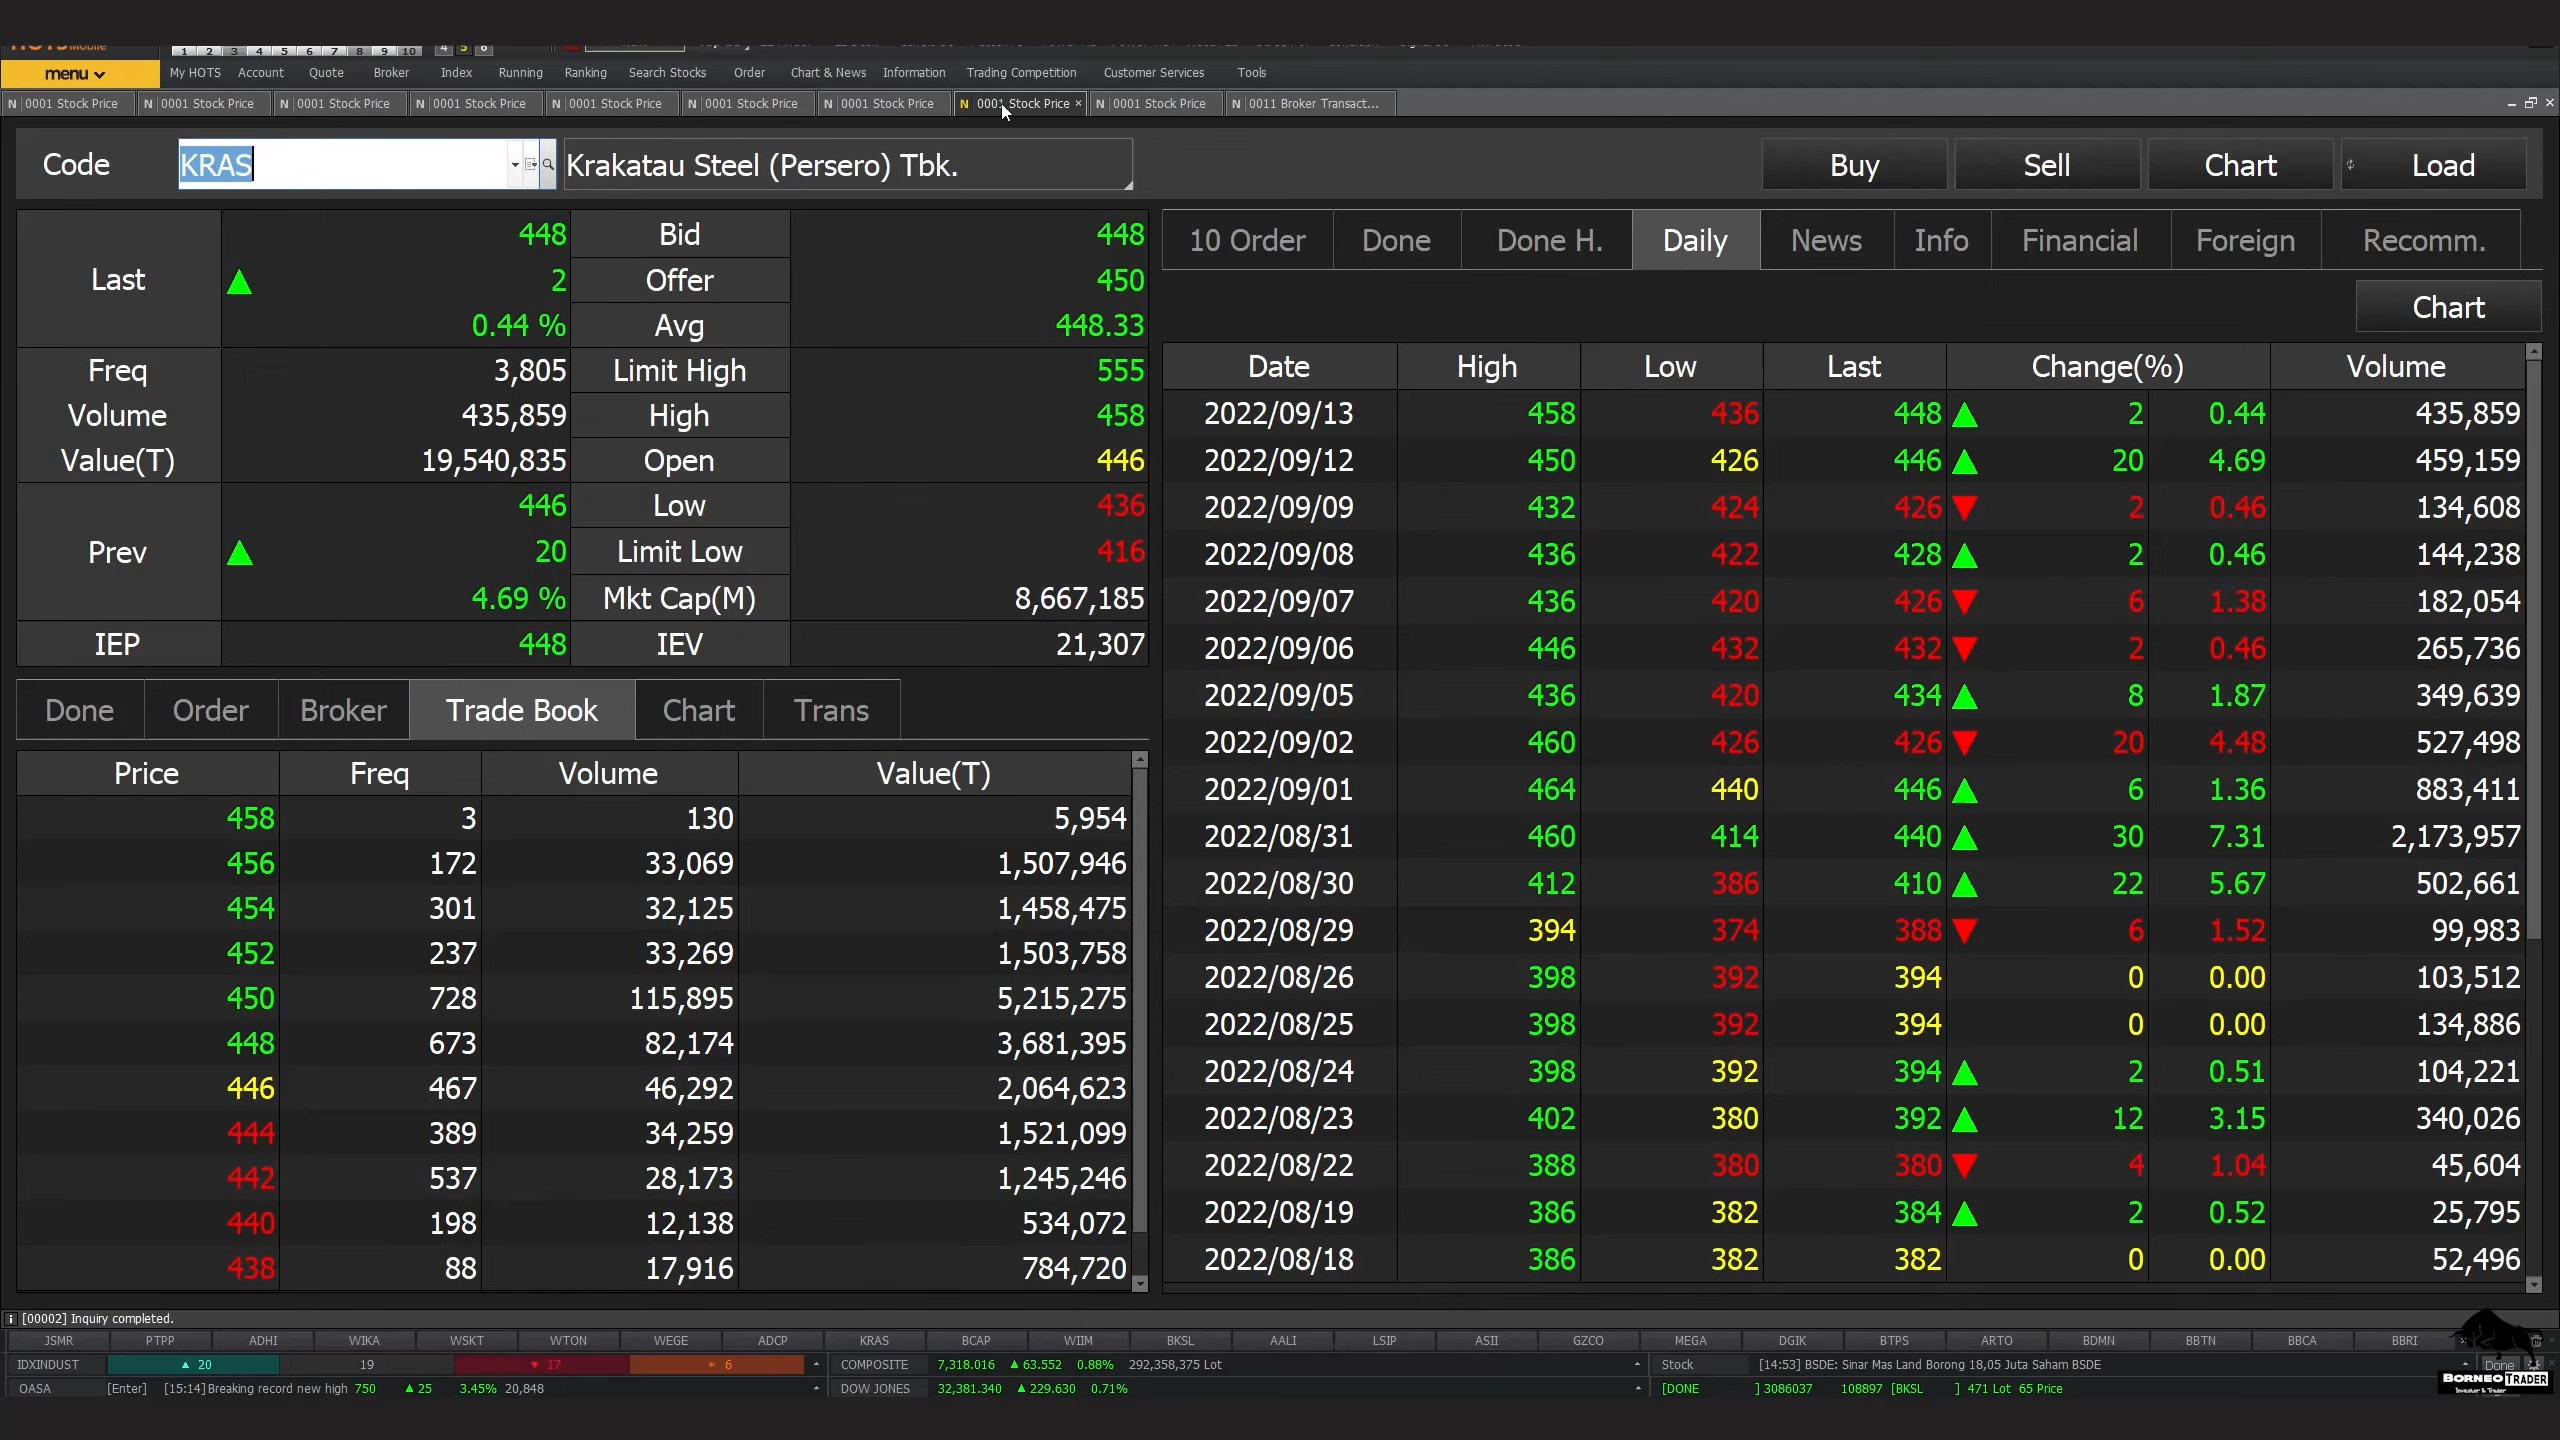 HOTS Mobile
1 2 3 4 5 6 7 8 9 10 4 5 6
menu My HOTS Account Quote Broker Index Running Ranking Search Stocks Order Chart & News Information Trading Competition Customer Services Tools
N 0001 Stock Price N 0001 Stock Price N 0001 Stock Price N 0001 Stock Price N 0001 Stock Price N 0001 Stock Price N 0001 Stock Price N 0001 Stock Price × N 0001 Stock Price N 0011 Broker Transact...
Code KRAS Krakatau Steel (Persero) Tbk. Buy Sell Chart Load
Last 448 Bid 448
▲ 2 Offer 450
0.44 % Avg 448.33
Freq 3,805 Limit High 555
Volume 435,859 High 458
Value(T) 19,540,835 Open 446
Prev 446 Low 436
▲ 20 Limit Low 416
4.69 % Mkt Cap(M) 8,667,185
IEP 448 IEV 21,307
Done Order Broker Trade Book Chart Trans
Price Freq Volume Value(T)
458 3 130 5,954
456 172 33,069 1,507,946
454 301 32,125 1,458,475
452 237 33,269 1,503,758
450 728 115,895 5,215,275
448 673 82,174 3,681,395
446 467 46,292 2,064,623
444 389 34,259 1,521,099
442 537 28,173 1,245,246
440 198 12,138 534,072
438 88 17,916 784,720
10 Order Done Done H. Daily News Info Financial Foreign Recomm.
Chart
Date High Low Last Change(%) Volume
2022/09/13 458 436 448 ▲ 2 0.44 435,859
2022/09/12 450 426 446 ▲ 20 4.69 459,159
2022/09/09 432 424 426 ▼ 2 0.46 134,608
2022/09/08 436 422 428 ▲ 2 0.46 144,238
2022/09/07 436 420 426 ▼ 6 1.38 182,054
2022/09/06 446 432 432 ▼ 2 0.46 265,736
2022/09/05 436 420 434 ▲ 8 1.87 349,639
2022/09/02 460 426 426 ▼ 20 4.48 527,498
2022/09/01 464 440 446 ▲ 6 1.36 883,411
2022/08/31 460 414 440 ▲ 30 7.31 2,173,957
2022/08/30 412 386 410 ▲ 22 5.67 502,661
2022/08/29 394 374 388 ▼ 6 1.52 99,983
2022/08/26 398 392 394 0 0.00 103,512
2022/08/25 398 392 394 0 0.00 134,886
2022/08/24 398 392 394 ▲ 2 0.51 104,221
2022/08/23 402 380 392 ▲ 12 3.15 340,026
2022/08/22 388 380 380 ▼ 4 1.04 45,604
2022/08/19 386 382 384 ▲ 2 0.52 25,795
2022/08/18 386 382 382 0 0.00 52,496
[00002] Inquiry completed.
JSMR PTPP ADHI WIKA WSKT WTON WEGE ADCP KRAS BCAP WIIM BKSL AALI LSIP ASII GZCO MEGA DGIK BTPS ARTO BDMN BBTN BBCA BBRI
IDXINDUST ▲ 20 19 ▼ 17 * 6 COMPOSITE 7,318.016 ▲ 63.552 0.88% 292,358,375 Lot Stock [14:53] BSDE: Sinar Mas Land Borong 18,05 Juta Saham BSDE Done
OASA [Enter] [15:14]Breaking record new high 750 ▲ 25 3.45% 20,848 DOW JONES 32,381.340 ▲ 229.630 0.71% [DONE ] 3086037 108897 [BKSL ] 471 Lot 65 Price
BORNEO TRADER
Investor & Trader